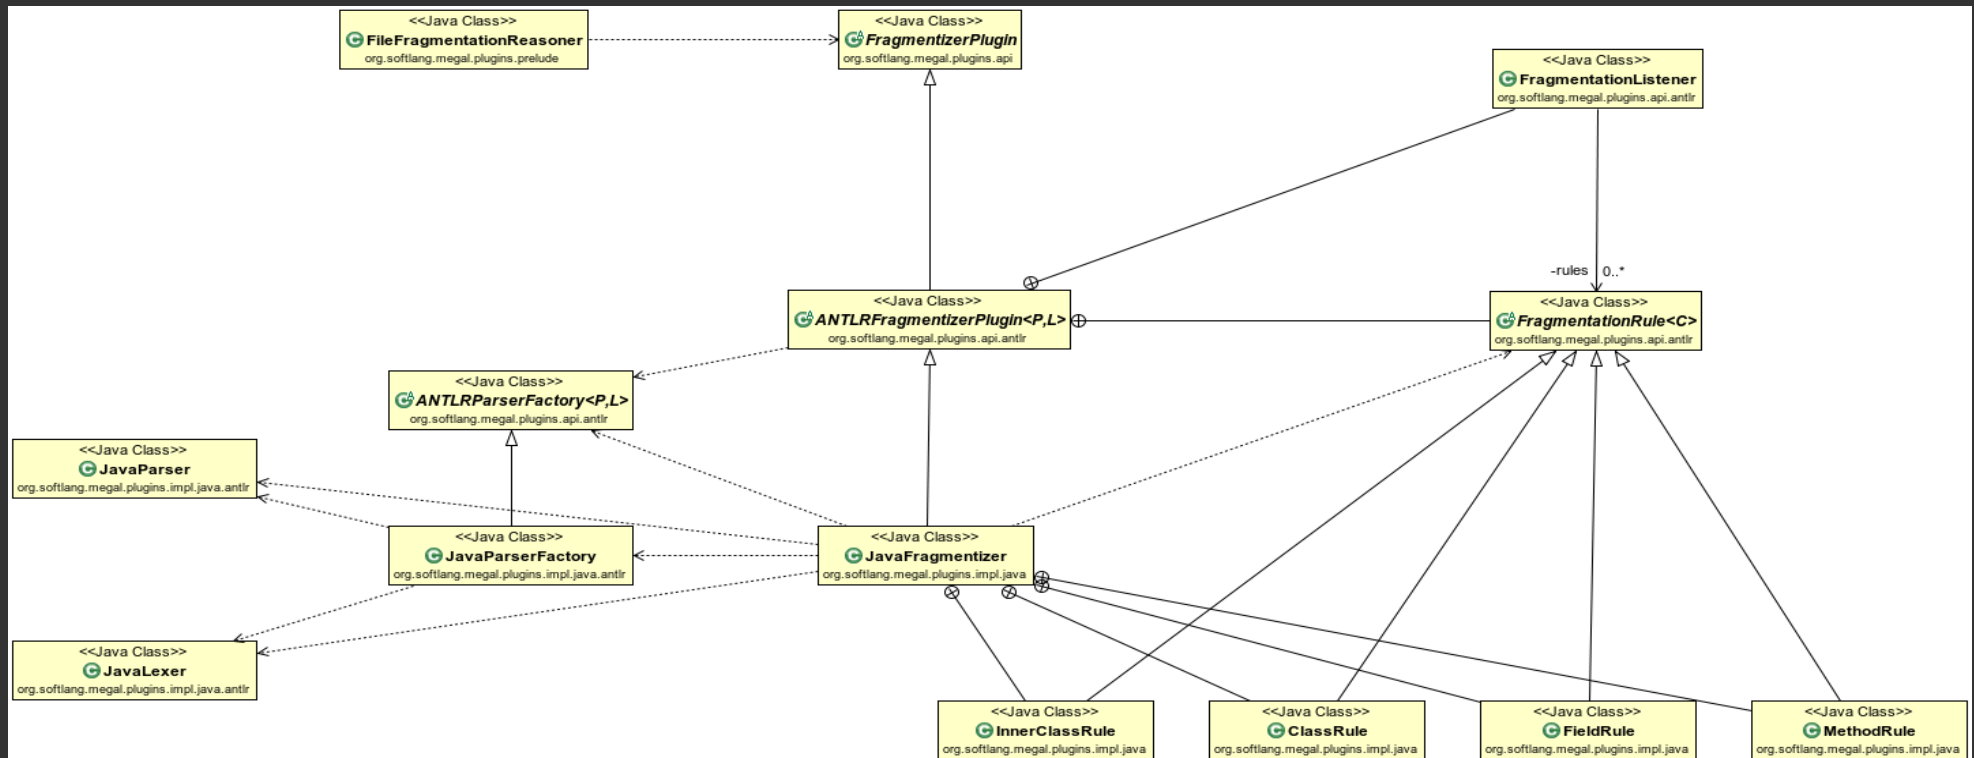 <<Java Class>>
FileFragmentationReasoner
org.softlang.megal.plugins.prelude
<<Java Class>>
FragmentizerPlugin
org.softlang.megal.plugins.api
<<Java Class>>
FragmentationListener
org.softlang.megal.plugins.api.antlr
-rules 0..*
<<Java Class>>
ANTLRFragmentizerPlugin<P,L>
org.softlang.megal.plugins.api.antlr
<<Java Class>>
FragmentationRule<C>
org.softlang.megal.plugins.api.antlr
<<Java Class>>
ANTLRParserFactory<P,L>
org.softlang.megal.plugins.api.antlr
<<Java Class>>
JavaParser
org.softlang.megal.plugins.impl.java.antlr
<<Java Class>>
JavaParserFactory
org.softlang.megal.plugins.impl.java.antlr
<<Java Class>>
JavaFragmentizer
org.softlang.megal.plugins.impl.java
<<Java Class>>
JavaLexer
org.softlang.megal.plugins.impl.java.antlr
<<Java Class>>
InnerClassRule
org.softlang.megal.plugins.impl.java
<<Java Class>>
ClassRule
org.softlang.megal.plugins.impl.java
<<Java Class>>
FieldRule
org.softlang.megal.plugins.impl.java
<<Java Class>>
MethodRule
org.softlang.megal.plugins.impl.java